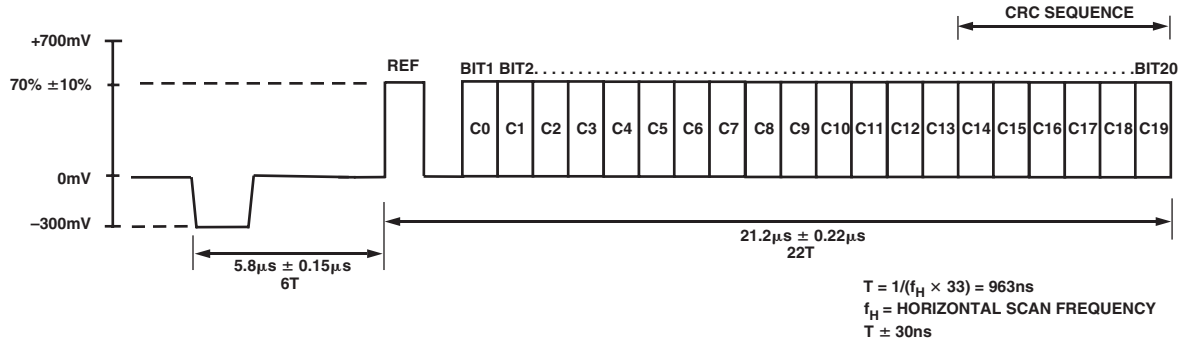 CRC SEQUENCE
+700mV
REF
BIT1 BIT2......................................................................BIT20
70% ±10%
C0 C1 C2 C3 C4 C5 C6 C7 C8 C9 C10 C11 C12 C13 C14 C15 C16 C17 C18 C19
0mV
–300mV
21.2µs ± 0.22µs
22T
5.8µs ± 0.15µs
6T
T = 1/(fH × 33) = 963ns
fH = HORIZONTAL SCAN FREQUENCY
T ± 30ns